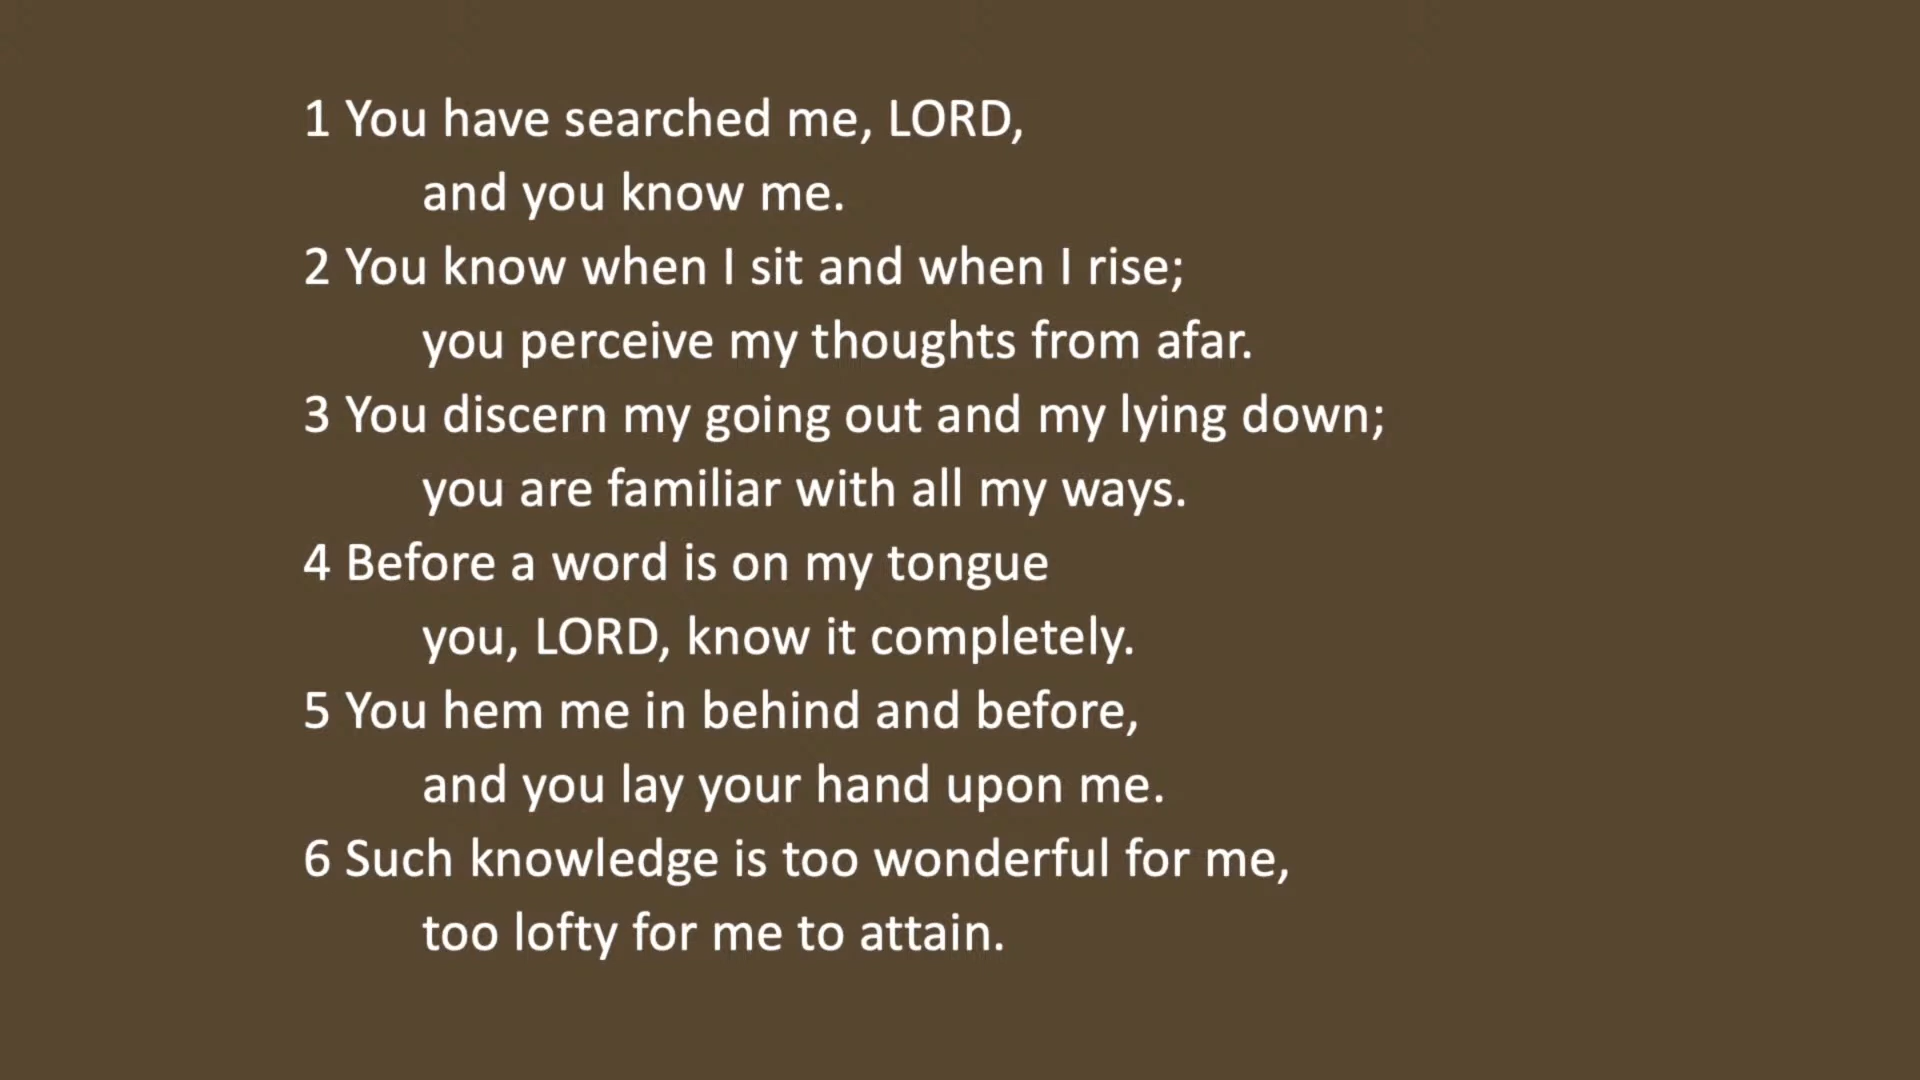 1 You have searched me, LORD,
and you know me.
2 You know when I sit and when I rise;
you perceive my thoughts from afar.
3 You discern my going out and my lying down;
you are familiar with all my ways.
4 Before a word is on my tongue
you, LORD, know it completely.
5 You hem me in behind and before,
and you lay your hand upon me.
6 Such knowledge is too wonderful for me,
too lofty for me to attain.